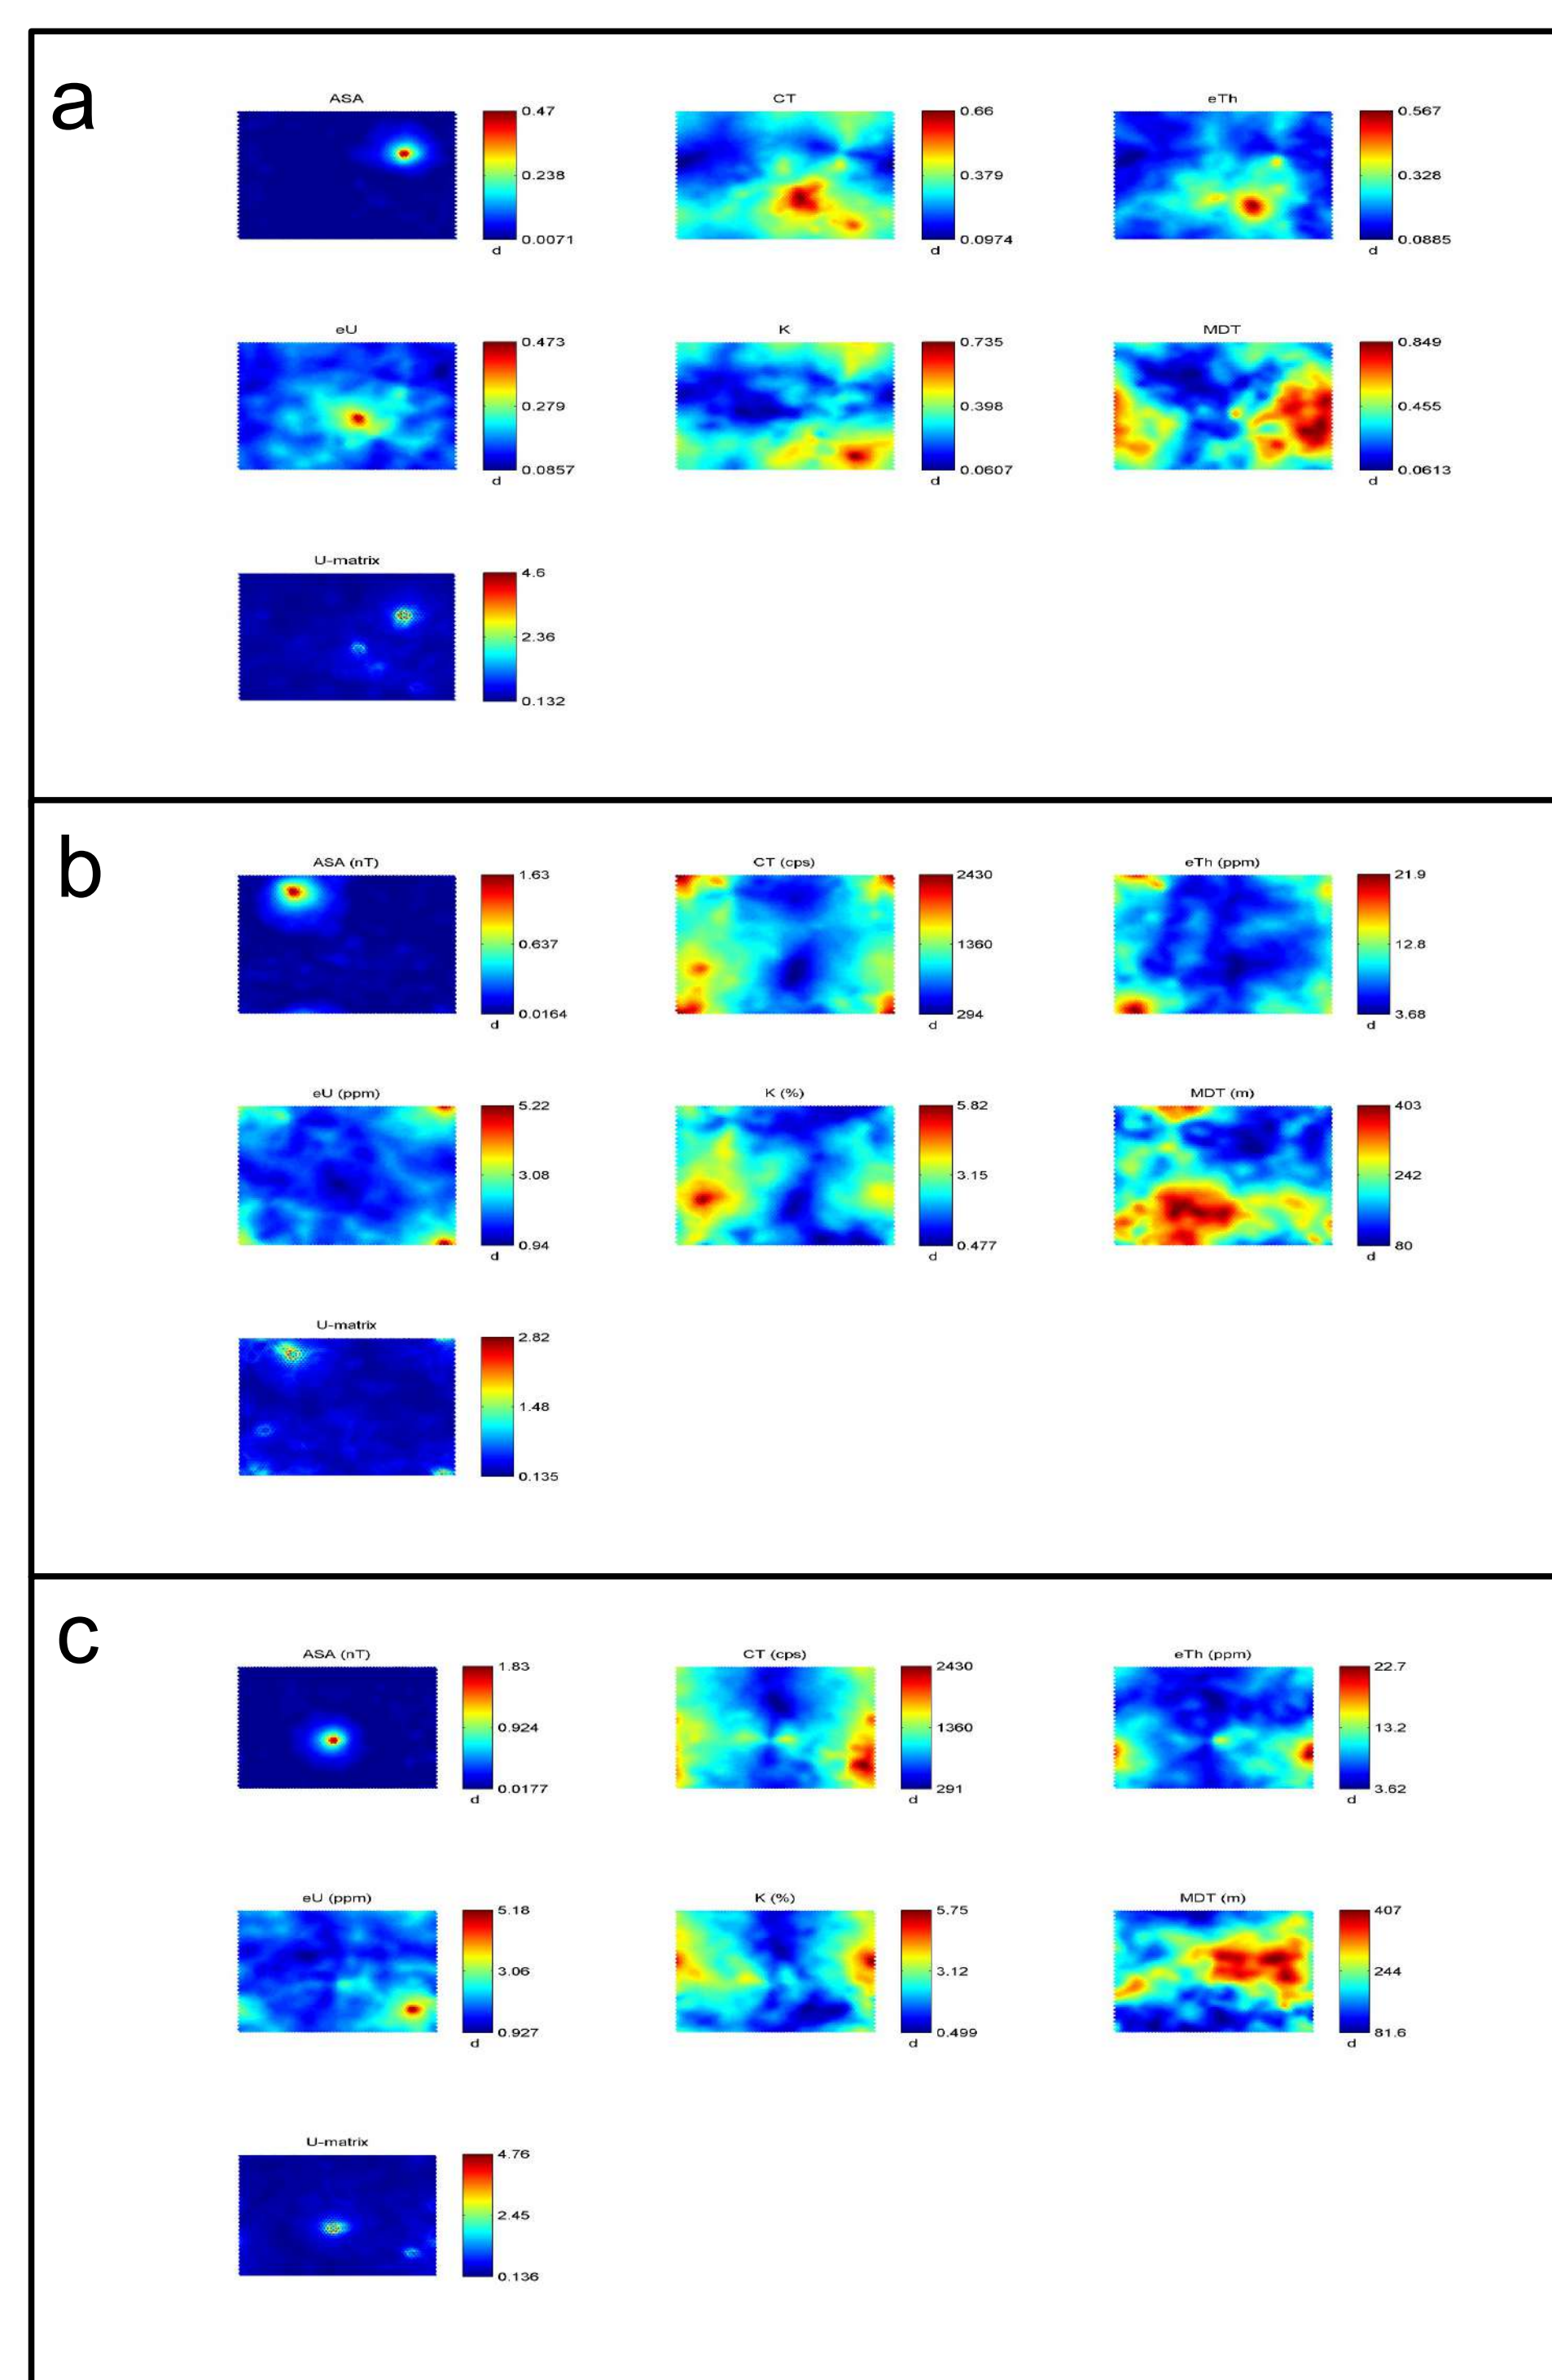 a
ASA CT eTh
0.47 0.66 0.567
0.238 0.379 0.328
0.0071 0.0974 0.0885
d d d
eU K MDT
0.473 0.735 0.849
0.279 0.398 0.455
0.0857 0.0607 0.0613
d d d
U-matrix
4.6
2.36
0.132
b
ASA (nT) CT (cps) eTh (ppm)
1.63 2430 21.9
0.637 1360 12.8
0.0164 294 3.68
d d d
eU (ppm) K (%) MDT (m)
5.22 5.82 403
3.08 3.15 242
0.94 0.477 80
d d d
U-matrix
2.82
1.48
0.135
c
ASA (nT) CT (cps) eTh (ppm)
1.83 2430 22.7
0.924 1360 13.2
0.0177 291 3.62
d d d
eU (ppm) K (%) MDT (m)
5.18 5.75 407
3.06 3.12 244
0.927 0.499 81.6
d d d
U-matrix
4.76
2.45
0.136